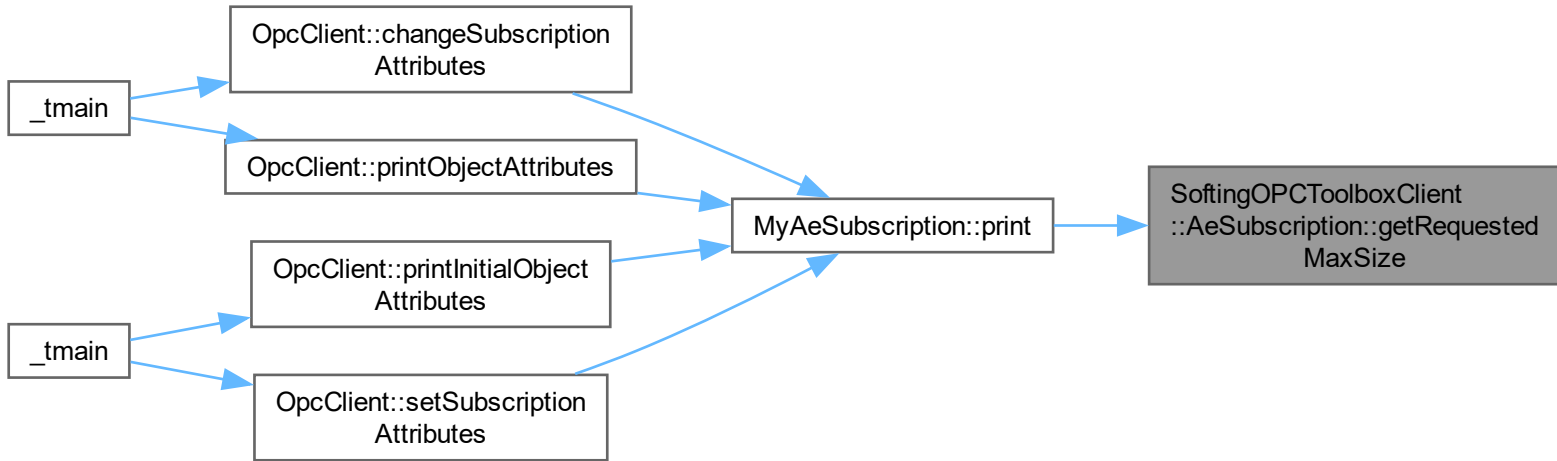 _tmain
OpcClient::changeSubscription
Attributes
OpcClient::printObjectAttributes
_tmain
OpcClient::printInitialObject
Attributes
OpcClient::setSubscription
Attributes
MyAeSubscription::print
SoftingOPCToolboxClient
::AeSubscription::getRequested
MaxSize